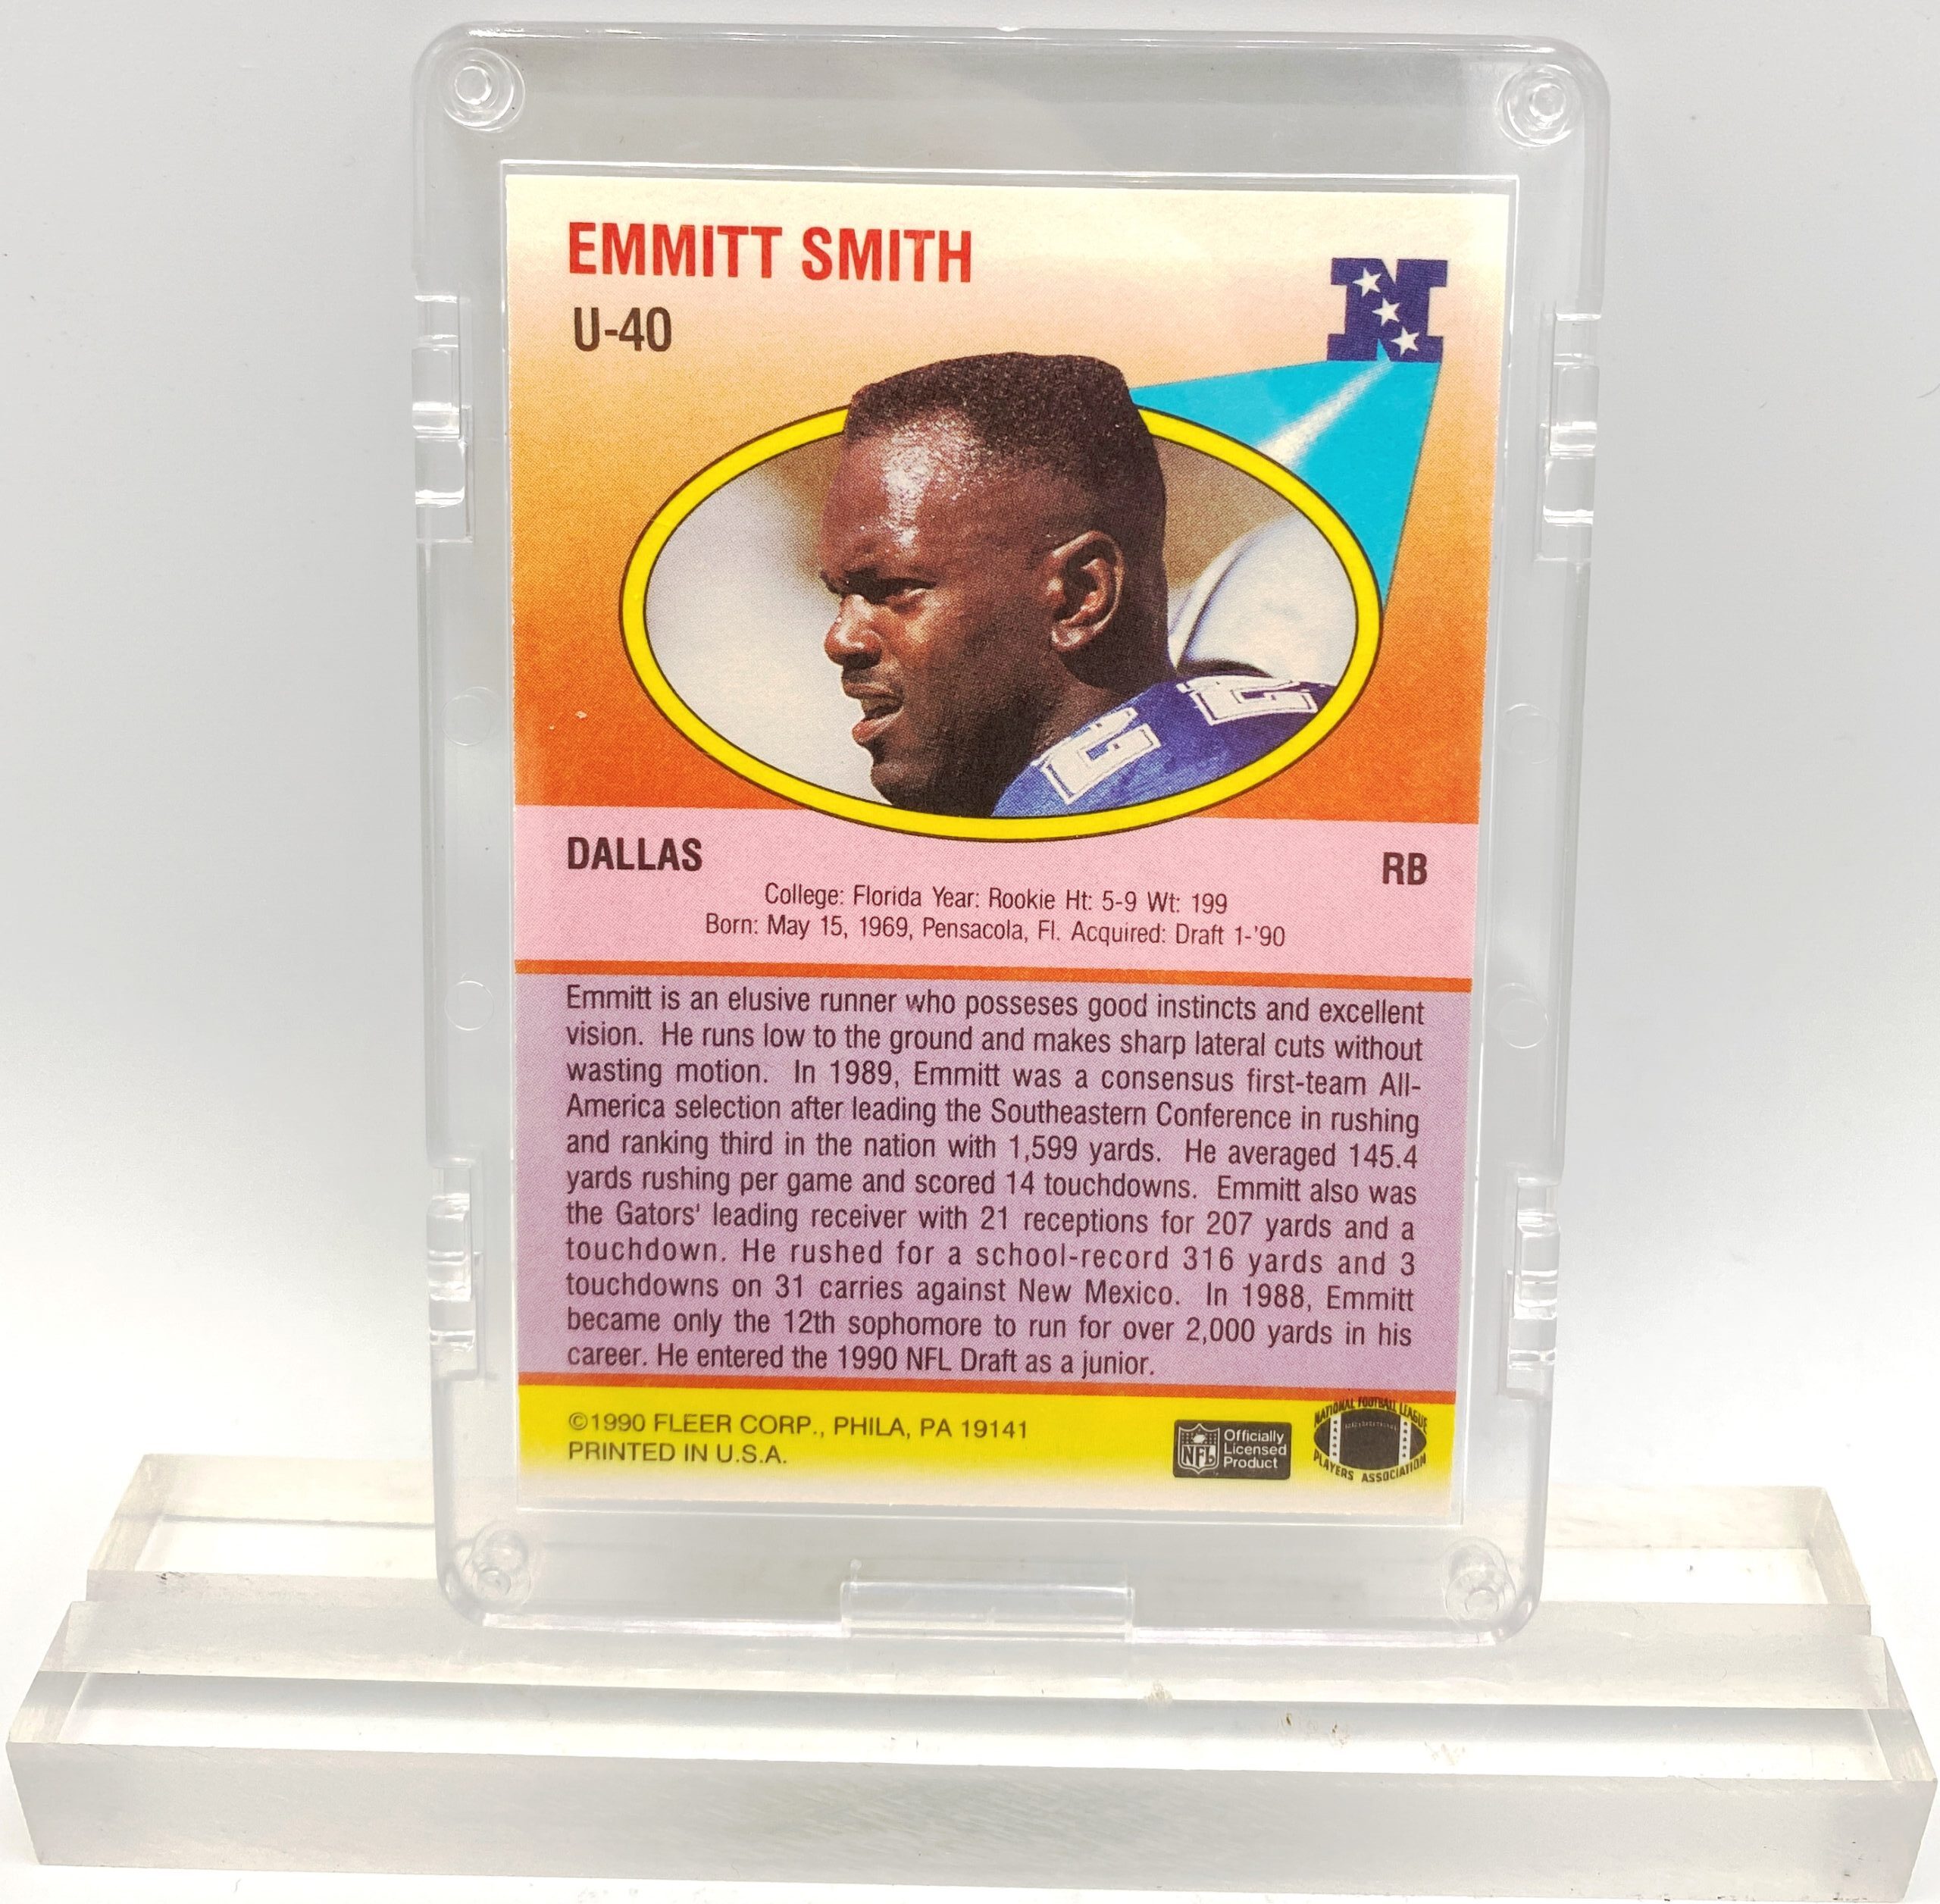 EMMITT SMITH
U-40
N
22
DALLAS
RB
College: Florida Year: Rookie Ht: 5-9 Wt: 199
Born: May 15, 1969, Pensacola, Fl. Acquired: Draft 1-'90
Emmitt is an elusive runner who posseses good instincts and excellent
vision. He runs low to the ground and makes sharp lateral cuts without
wasting motion. In 1989, Emmitt was a consensus first-team All-
America selection after leading the Southeastern Conference in rushing
and ranking third in the nation with 1,599 yards. He averaged 145.4
yards rushing per game and scored 14 touchdowns. Emmitt also was
the Gators' leading receiver with 21 receptions for 207 yards and a
touchdown. He rushed for a school-record 316 yards and 3
touchdowns on 31 carries against New Mexico. In 1988, Emmitt
became only the 12th sophomore to run for over 2,000 yards in his
career. He entered the 1990 NFL Draft as a junior.
©1990 FLEER CORP., PHILA, PA 19141
PRINTED IN U.S.A.
NFL
Officially
Licensed
Product
NATIONAL FOOTBALL LEAGUE
PLAYERS ASSOCIATION